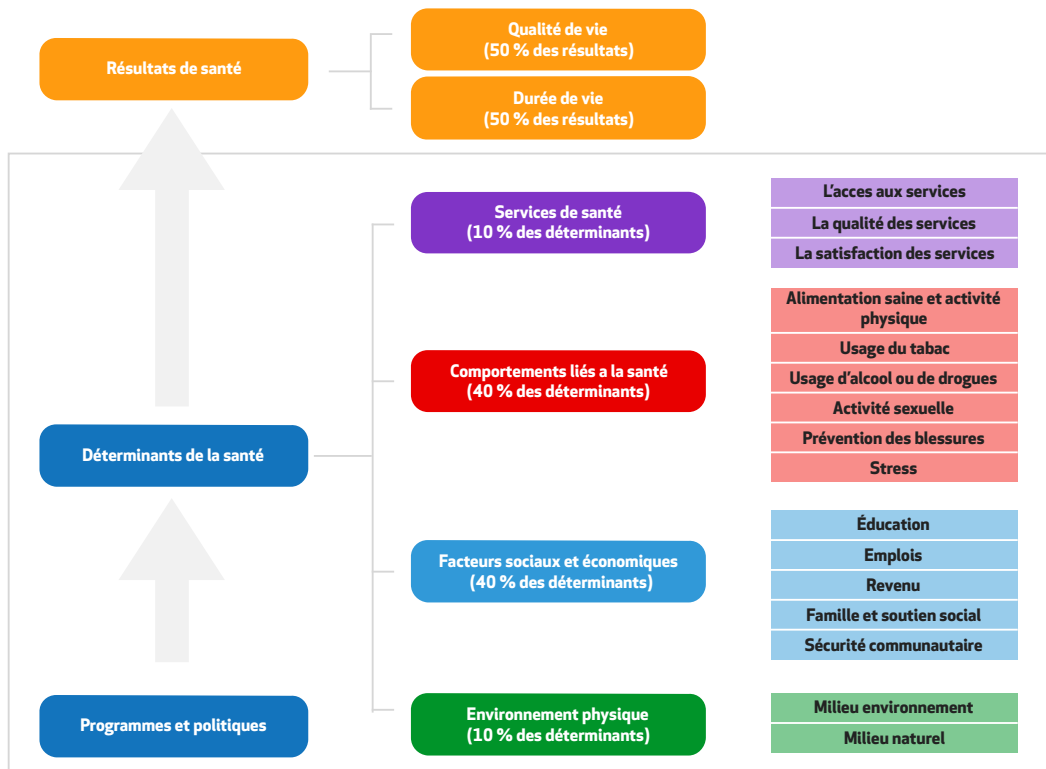 Résultats de santé
Qualité de vie
(50 % des résultats)
Durée de vie
(50 % des résultats)
Services de santé
(10 % des déterminants)
L'acces aux services
La qualité des services
La satisfaction des services
Comportements liés a la santé
(40 % des déterminants)
Alimentation saine et activité
physique
Usage du tabac
Usage d'alcool ou de drogues
Activité sexuelle
Prévention des blessures
Stress
Déterminants de la santé
Facteurs sociaux et économiques
(40 % des déterminants)
Éducation
Emplois
Revenu
Famille et soutien social
Sécurité communautaire
Programmes et politiques
Environnement physique
(10 % des déterminants)
Milieu environnement
Milieu naturel